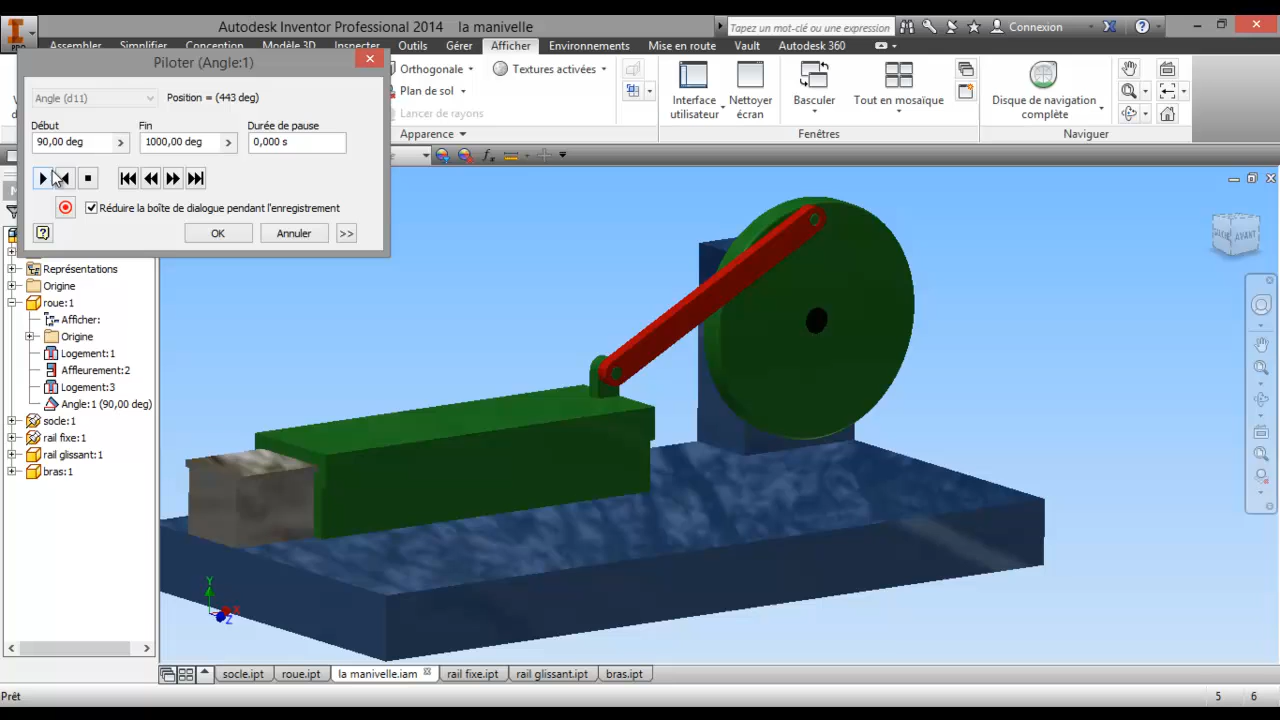 Autodesk Inventor Professional 2014 la manivelle
Tapez un mot-clé ou une expression
Connexion
Assembler Simplifier Conception Modèle 3D Inspecter Outils Gérer Afficher Environnements Mise en route Vault Autodesk 360
Piloter (Angle:1)
Angle (d11) Position = (443 deg)
Début Fin Durée de pause
90,00 deg 1000,00 deg 0,000 s
Réduire la boîte de dialogue pendant l'enregistrement
OK Annuler >>
Orthogonale
Textures activées
Plan de sol
Lancer de rayons
Apparence
Interface utilisateur
Nettoyer écran
Basculer
Tout en mosaïque
Fenêtres
Disque de navigation complète
Naviguer
AVANT
Représentations
Origine
roue:1
Afficher:
Origine
Logement:1
Affleurement:2
Logement:3
Angle:1 (90,00 deg)
socle:1
rail fixe:1
rail glissant:1
bras:1
Y
X
Z
socle.ipt roue.ipt la manivelle.iam rail fixe.ipt rail glissant.ipt bras.ipt
Prêt 5 6